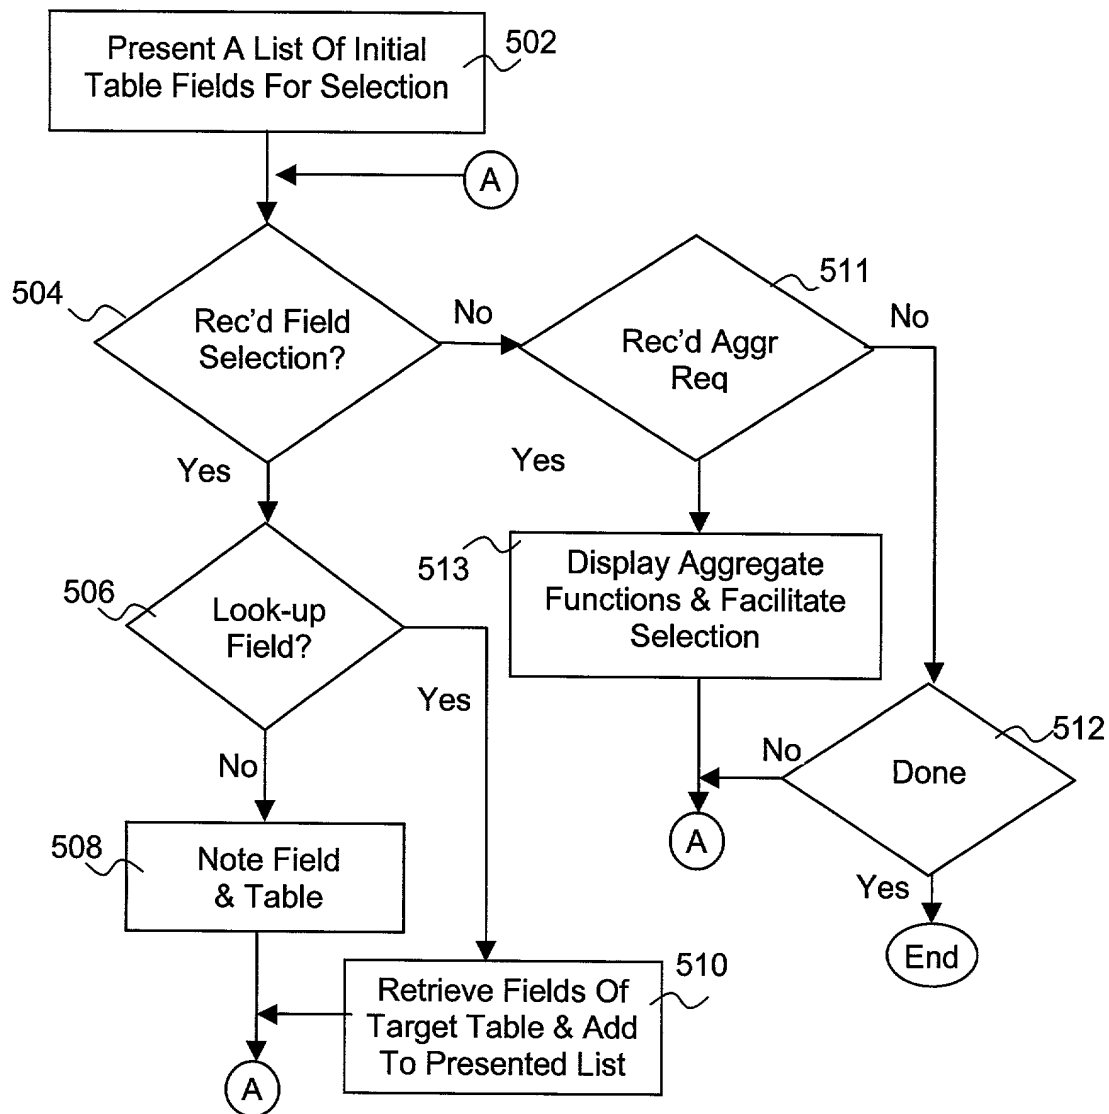 Present A List Of Initial
Table Fields For Selection
502
A
504
Rec'd Field
Selection?
No
511
Rec'd Aggr
Req
No
Yes
Yes
506
Look-up
Field?
Yes
No
513
Display Aggregate
Functions & Facilitate
Selection
512
No
Done
A
Yes
End
508
Note Field
& Table
510
Retrieve Fields Of
Target Table & Add
To Presented List
A